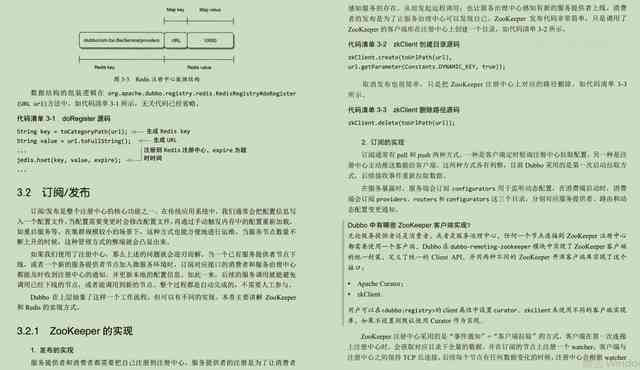 Map key
Map value
dubbo/com.foo.BarService/providers
URL
10000
Redis key
Redis value
图 3-5 Redis 注册中心数据结构
数据结构的组装逻辑在 org.apache.dubbo.registry.redis.RedisRegistry#doRegister
(URL url)方法中，如代码清单 3-1 所示，无关代码已经省略。
代码清单 3-1 doRegister 源码
String key = toCategoryPath(url); 生成 Redis key
String value = url.toFullString(); 生成 URL
... 注册到 Redis 注册中心，expire 为超
jedis.hset(key, value, expire); 时时间
...
3.2 订阅/发布
订阅/发布是整个注册中心的核心功能之一。在传统应用系统中，我们通常会把配置信息写
入一个配置文件，当配置需要变更时会修改配置文件，再通过手动触发内存中的配置重新加载，
如重启服务等。在集群规模较小的场景下，这种方式也能方便地进行运维。当服务节点数量不
断上升的时候，这种管理方式的弊端就会凸显出来。
如果我们使用了注册中心，那么上述的问题就会迎刃而解。当一个已有服务提供者节点下
线，或者一个新的服务提供者节点加入微服务环境时，订阅对应接口的消费者和服务治理中心
都能及时收到注册中心的通知，并更新本地的配置信息。如此一来，后续的服务调用就能避免
调用已经下线的节点，或者能调用到新的节点。整个过程都是自动完成的，不需要人工参与。
Dubbo 在上层抽象了这样一个工作流程，但可以有不同的实现。本章主要讲解 ZooKeeper
和 Redis 的实现方式。
3.2.1 ZooKeeper 的实现
1. 发布的实现
服务提供者和消费者都需要把自己注册到注册中心。服务提供者的注册是为了让消费者
感知服务的存在，从而发起远程调用；也让服务治理中心感知有新的服务提供者上线。消费
者的发布是为了让服务治理中心可以发现自己。ZooKeeper 发布代码非常简单，只是调用了
ZooKeeper 的客户端库在注册中心上创建一个目录，如代码清单 3-2 所示。
代码清单 3-2 zkClient 创建目录源码
zkClient.create(toUrlPath(url),
url.getParameter(Constants.DYNAMIC_KEY, true));
取消发布也很简单，只是把 ZooKeeper 注册中心上对应的路径删除，如代码清单 3-3
所示。
代码清单 3-3 zkClient 删除路径源码
zkClient.delete(toUrlPath(url));
2. 订阅的实现
订阅通常有 pull 和 push 两种方式，一种是客户端定时轮询注册中心拉取配置，另一种是注
册中心主动推送数据给客户端。这两种方式各有利弊，目前 Dubbo 采用的是第一次启动拉取方
式，后续接收事件重新拉取数据。
在服务暴露时，服务端会订阅 configurators 用于监听动态配置，在消费端启动时，消费
端会订阅 providers、routers 和 configurators 这三个目录，分别对应服务提供者、路由和动
态配置变更通知。
Dubbo 中有哪些 ZooKeeper 客户端实现?
无论服务提供者还是消费者，或者是服务治理中心，任何一个节点连接到 ZooKeeper 注册中心
都需要使用一个客户端，Dubbo 在 dubbo-remoting-zookeeper 模块中实现了 ZooKeeper 客户端
的统一封装，定义了统一的 Client API，并用两种不同的 ZooKeeper 开源客户端库实现了这个
接口：
• Apache Curator；
• zkClient。
用户可以在<dubbo:registry>的 client 属性中设置 curator、zkclient 来使用不同的客户端实现
库，如果不设置则默认使用 Curator 作为实现。
ZooKeeper 注册中心采用的是“事件通知”+“客户端拉取”的方式，客户端在第一次连接
上注册中心时，会获取对应目录下全量的数据。并在订阅的节点上注册一个 watcher，客户端与
注册中心之间保持 TCP 长连接，后续每个节点有任何数据变化的时候，注册中心会根据 watcher